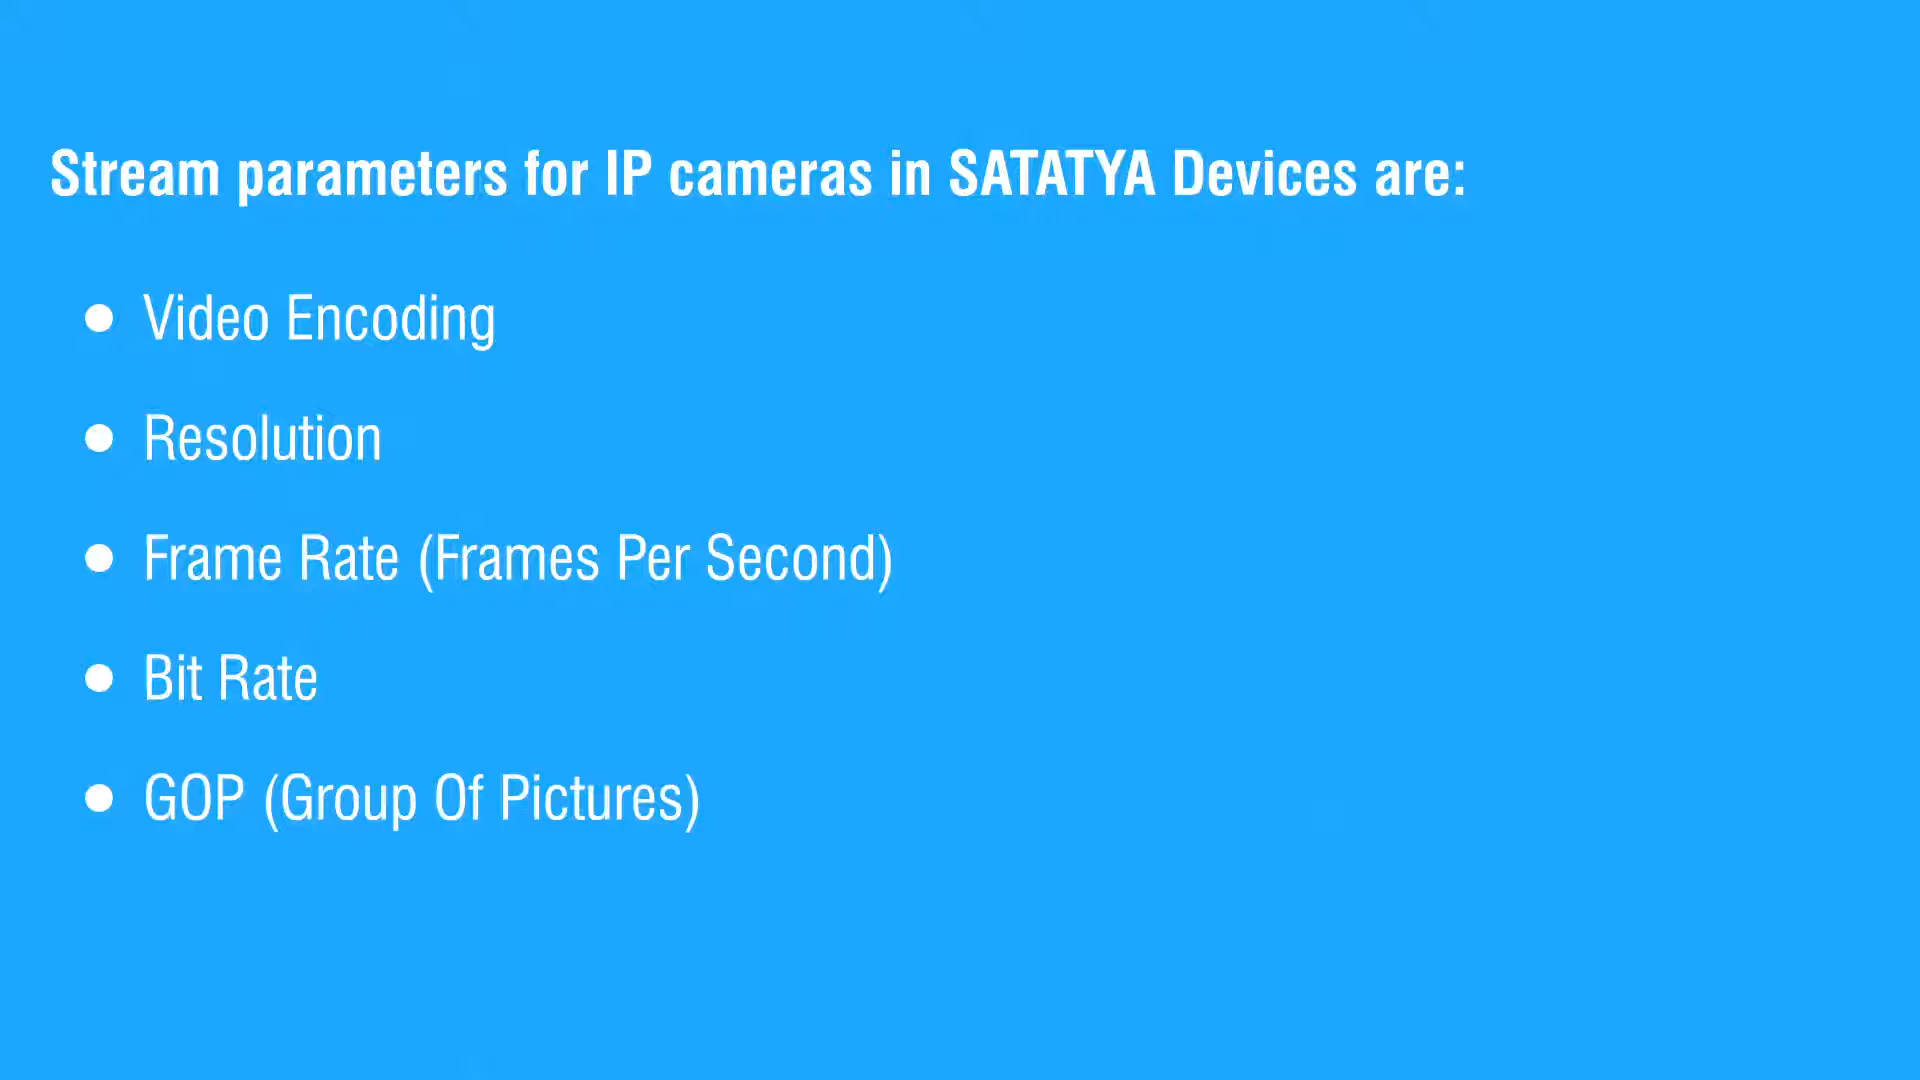 Stream parameters for IP cameras in SATATYA Devices are:
● Video Encoding
● Resolution
● Frame Rate (Frames Per Second)
● Bit Rate
● GOP (Group Of Pictures)